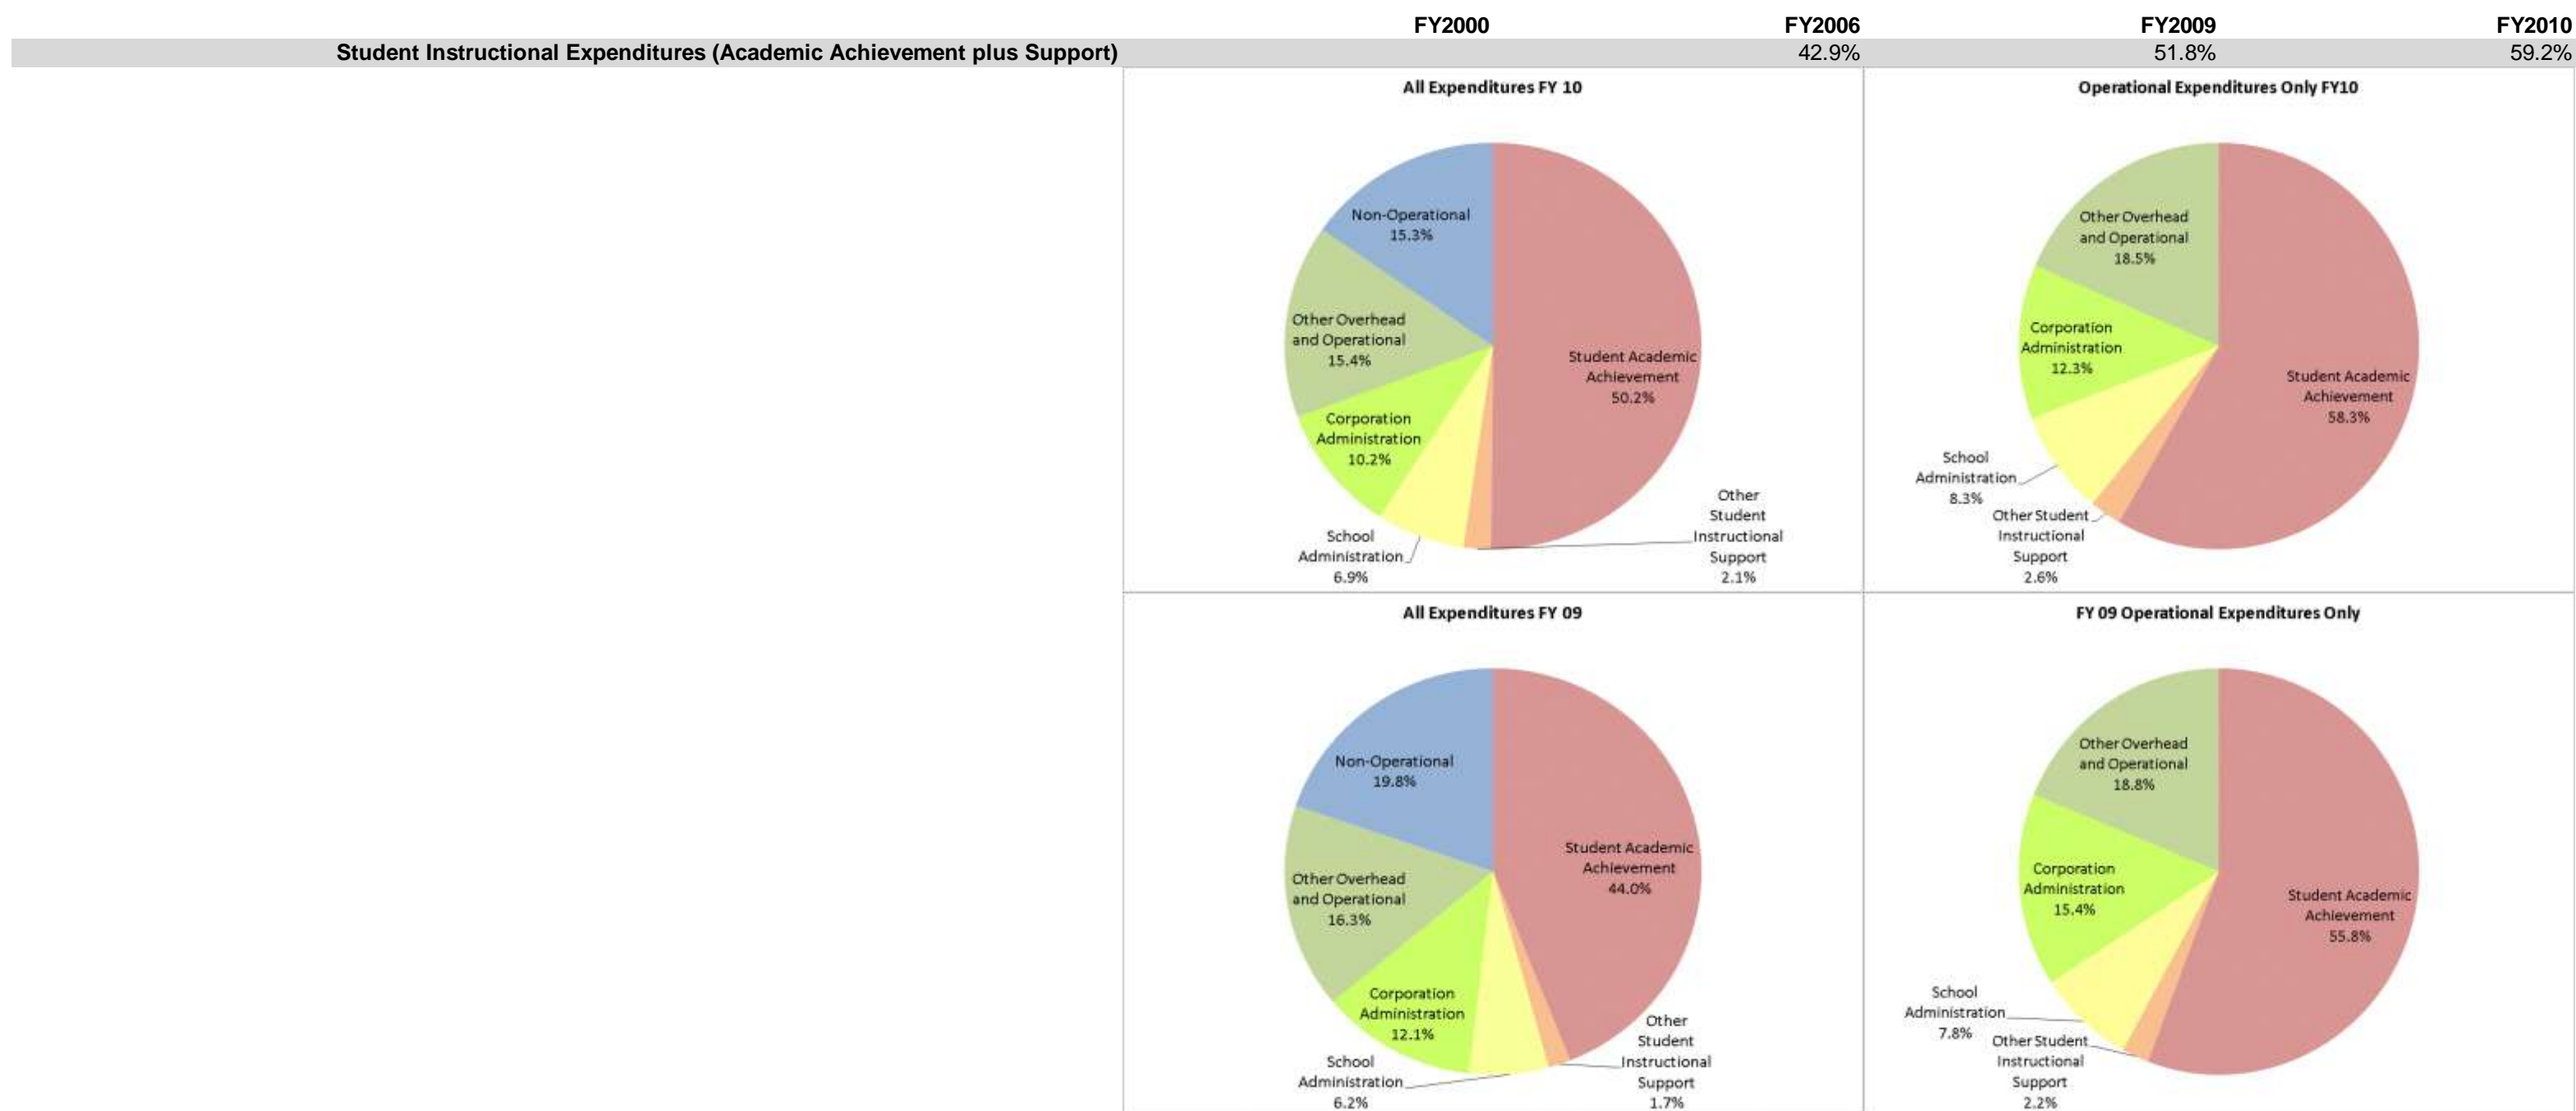 FY2000 FY2006 FY2009 FY2010
Student Instructional Expenditures (Academic Achievement plus Support) 42.9% 51.8% 59.2%
All Expenditures FY 10
Non-Operational
15.3%
Other Overhead
and Operational
15.4%
Corporation
Administration
10.2%
School
Administration
6.9%
Student Academic
Achievement
50.2%
Other
Student
Instructional
Support
2.1%
Operational Expenditures Only FY10
Other Overhead
and Operational
18.5%
Corporation
Administration
12.3%
School
Administration
8.3%
Other Student
Instructional
Support
2.6%
Student Academic
Achievement
58.3%
All Expenditures FY 09
Non-Operational
19.8%
Other Overhead
and Operational
16.3%
Corporation
Administration
12.1%
School
Administration
6.2%
Student Academic
Achievement
44.0%
Other
Student
Instructional
Support
1.7%
FY 09 Operational Expenditures Only
Other Overhead
and Operational
18.8%
Corporation
Administration
15.4%
School
Administration
7.8%
Other Student
Instructional
Support
2.2%
Student Academic
Achievement
55.8%